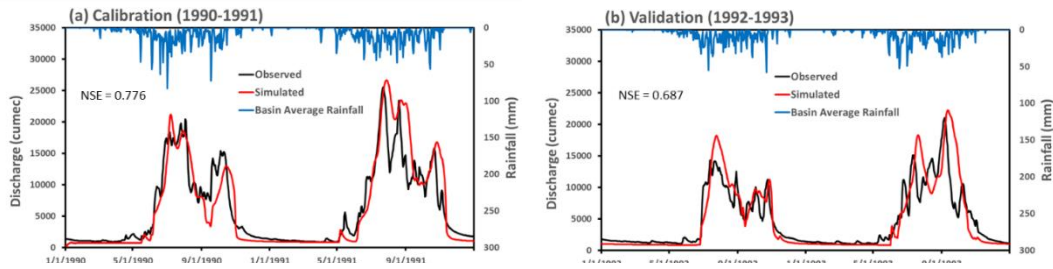 (a) Calibration (1990-1991)
35000
30000
25000
20000
15000
10000
5000
0
Discharge (cumec)
0
50
100
150
200
250
300
Rainfall (mm)
NSE = 0.776
Observed
Simulated
Basin Average Rainfall
1/1/1990
5/1/1990
9/1/1990
1/1/1991
5/1/1991
9/1/1991
(b) Validation (1992-1993)
35000
30000
25000
20000
15000
10000
5000
0
Discharge (cumec)
0
50
100
150
200
250
300
Rainfall (mm)
NSE = 0.687
Observed
Simulated
Basin Average Rainfall